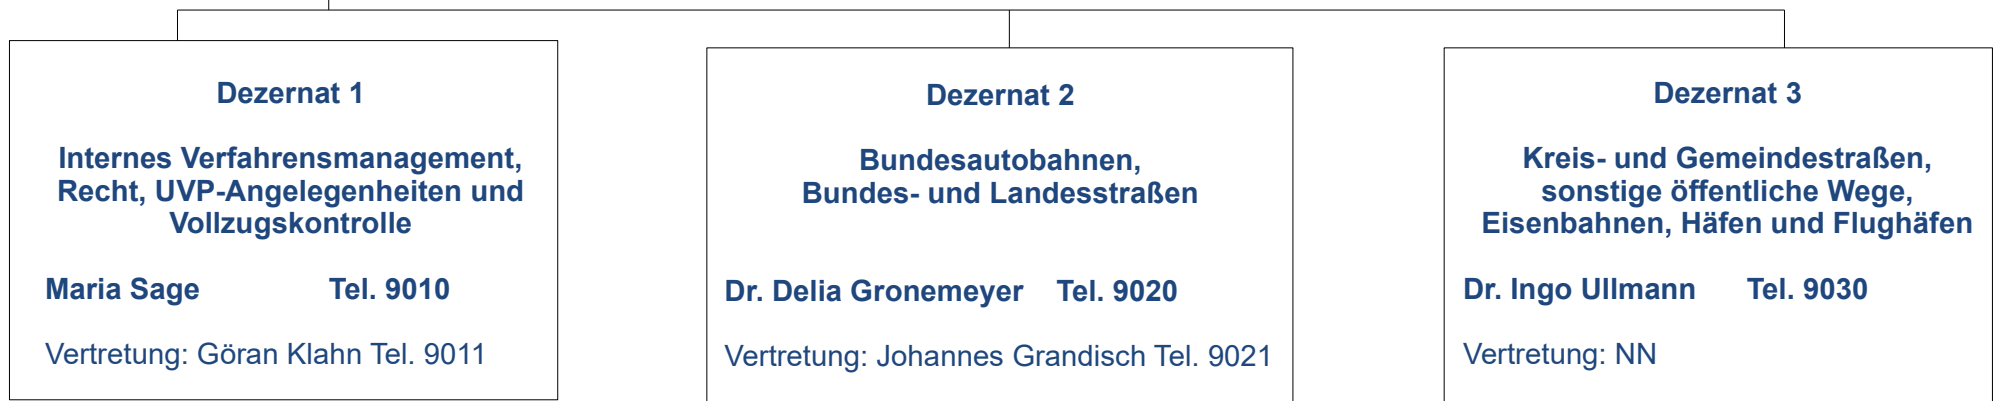 Dezernat 1
Internes Verfahrensmanagement,
Recht, UVP-Angelegenheiten und
Vollzugskontrolle
Maria Sage Tel. 9010
Vertretung: Göran Klahn Tel. 9011
Dezernat 2
Bundesautobahnen,
Bundes- und Landesstraßen
Dr. Delia Gronemeyer Tel. 9020
Vertretung: Johannes Grandisch Tel. 9021
Dezernat 3
Kreis- und Gemeindestraßen,
sonstige öffentliche Wege,
Eisenbahnen, Häfen und Flughäfen
Dr. Ingo Ullmann Tel. 9030
Vertretung: NN